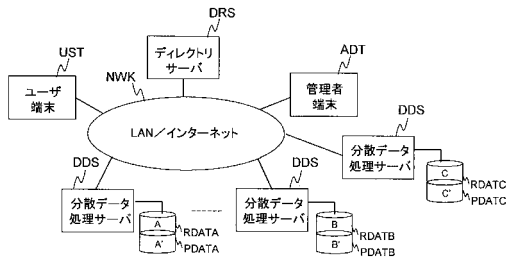 DRS
ディレクトリ
サーバ
UST
ユーザ
端末
NWK
ADT
管理者
端末
LAN／インターネット
DDS
分散データ
処理サーバ
C
C'
RDATC
PDATC
DDS
分散データ
処理サーバ
A
A'
RDATA
PDATA
DDS
分散データ
処理サーバ
B
B'
RDATB
PDATB